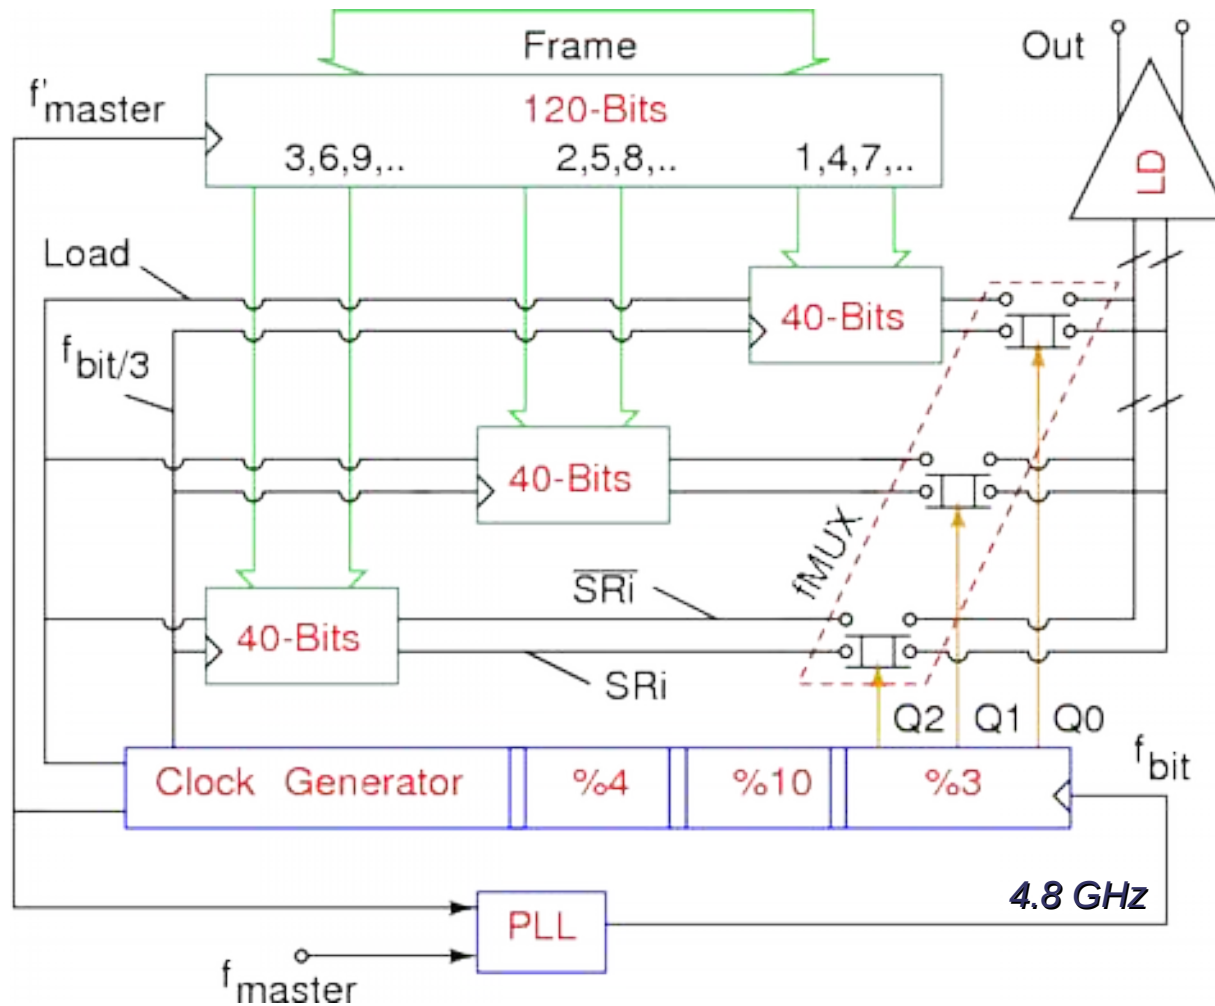 Frame
Out
f'master
120-Bits
3,6,9,..
2,5,8,..
1,4,7,..
LD
Load
40-Bits
fbit/3
40-Bits
fMUX
SRi
40-Bits
SRi
Q2
Q1
Q0
fbit
Clock Generator
%4
%10
%3
4.8 GHz
PLL
fmaster